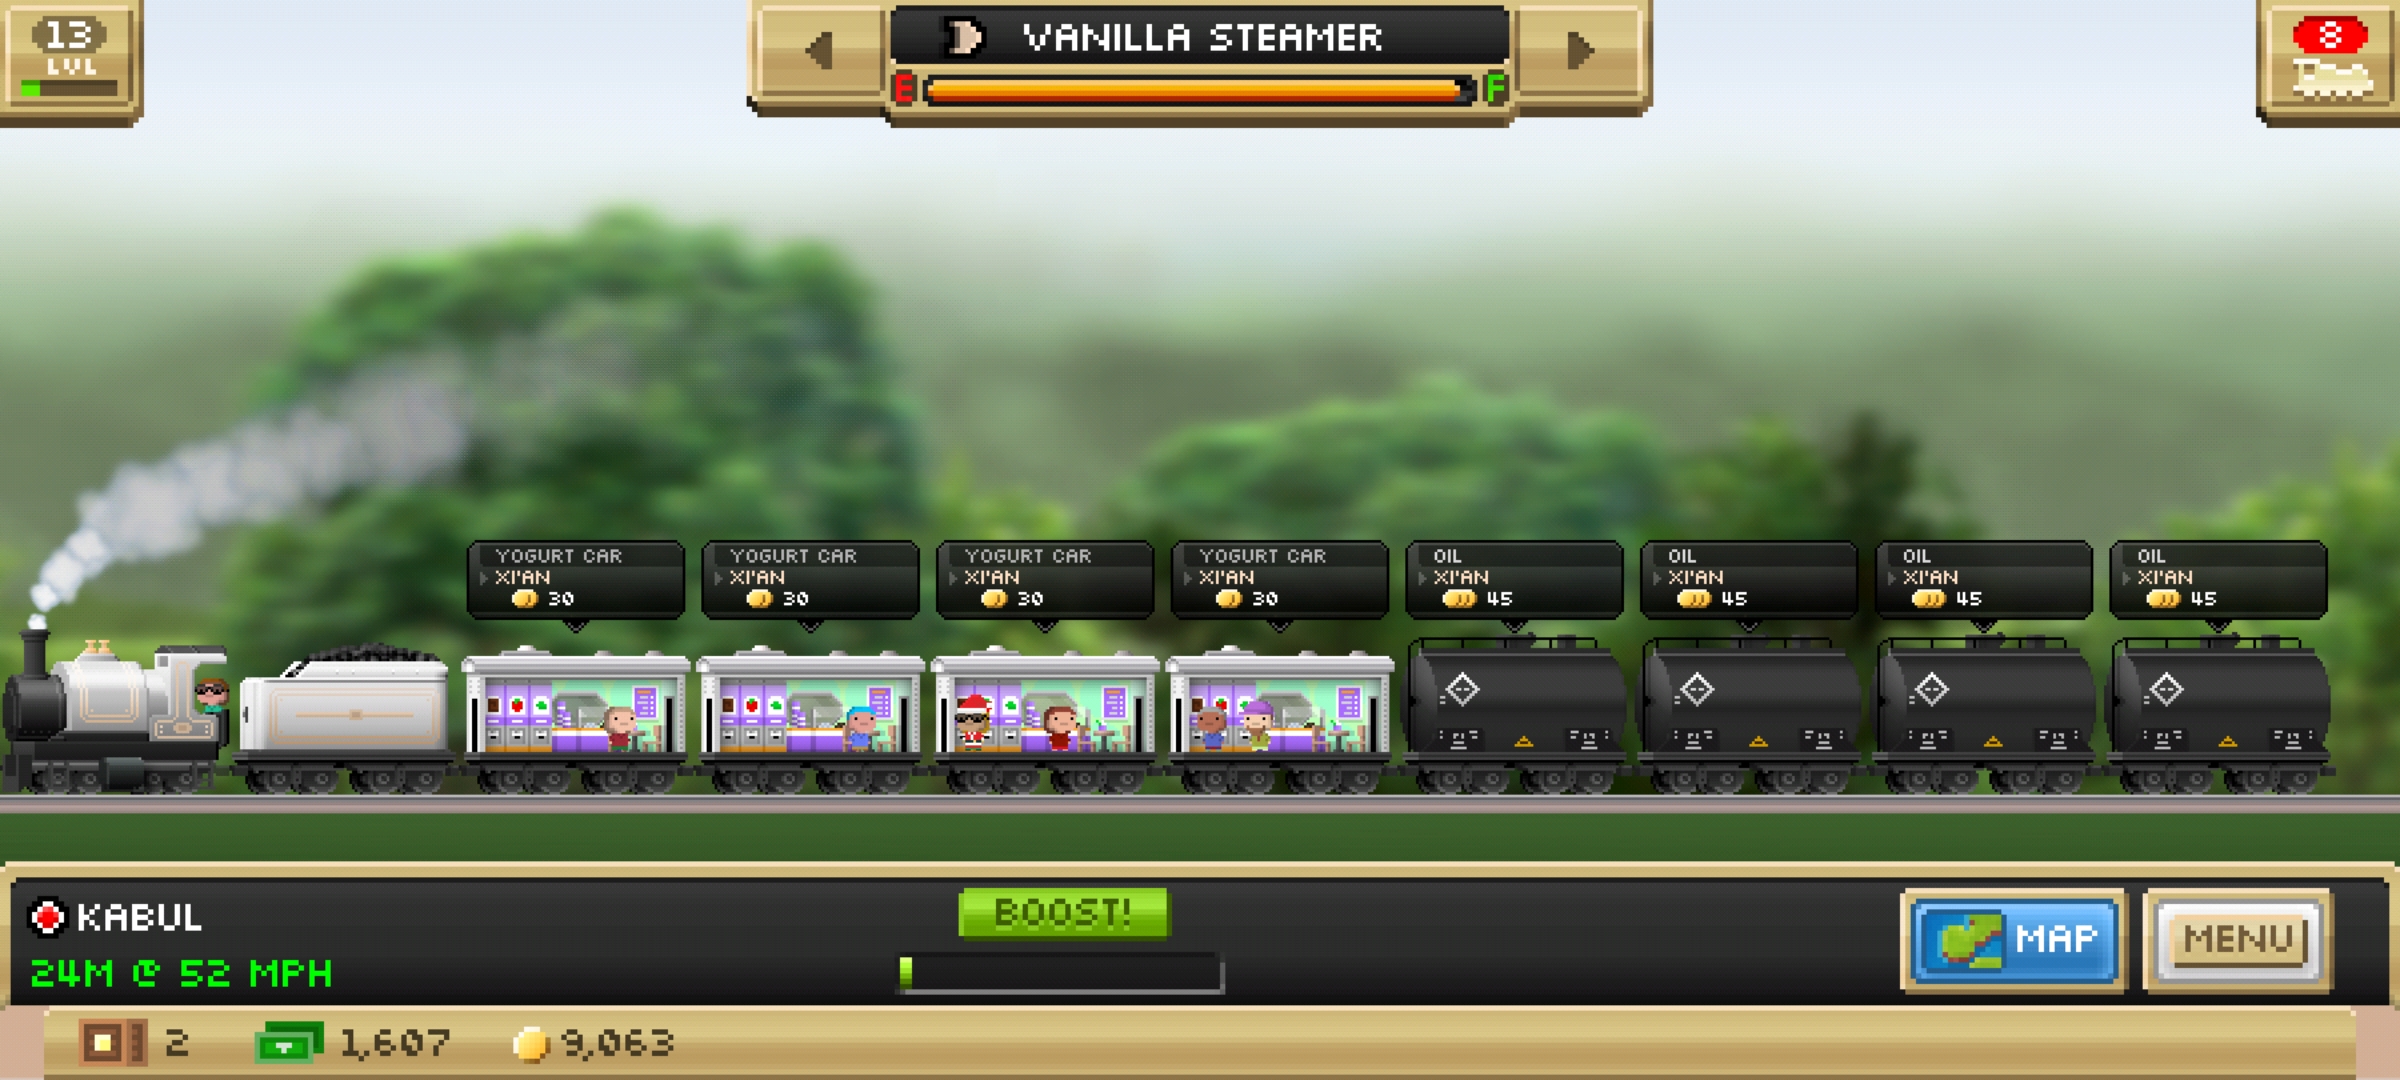 13
LVL
VANILLA STEAMER
E F
8
YOGURT CAR
XI'AN
30
YOGURT CAR
XI'AN
30
YOGURT CAR
XI'AN
30
YOGURT CAR
XI'AN
30
OIL
XI'AN
45
OIL
XI'AN
45
OIL
XI'AN
45
OIL
XI'AN
45
KABUL
24M @ 52 MPH
BOOST!
MAP
MENU
2 1,607 9,063